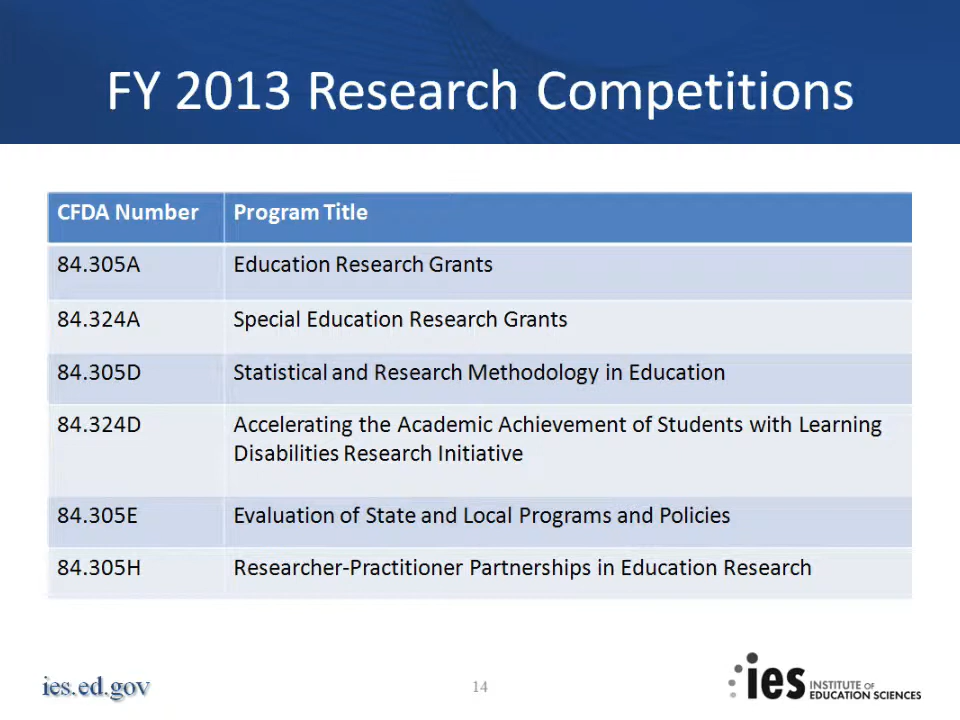 FY 2013 Research Competitions
CFDA Number Program Title
84.305A Education Research Grants
84.324A Special Education Research Grants
84.305D Statistical and Research Methodology in Education
84.324D Accelerating the Academic Achievement of Students with Learning
Disabilities Research Initiative
84.305E Evaluation of State and Local Programs and Policies
84.305H Researcher-Practitioner Partnerships in Education Research
ies.ed.gov
14
ies INSTITUTE OF
EDUCATION SCIENCES